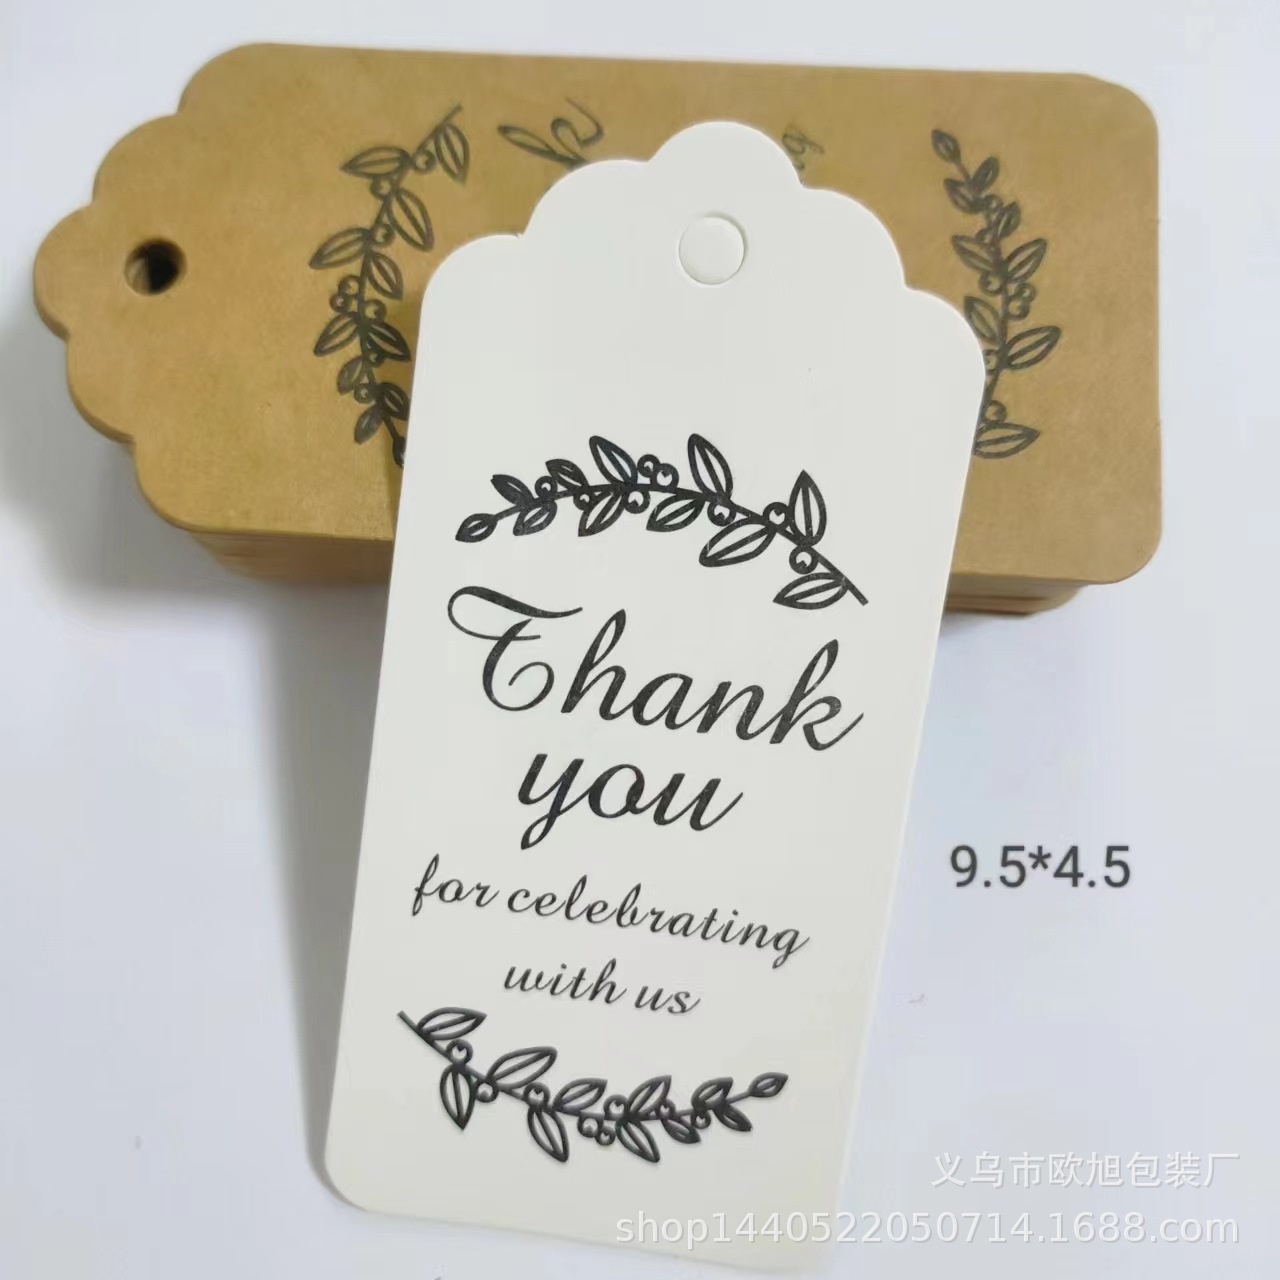 Thank
you
for celebrating
with us
9.5*4.5
义乌市欧旭包装厂
shop1440522050714.1688.com